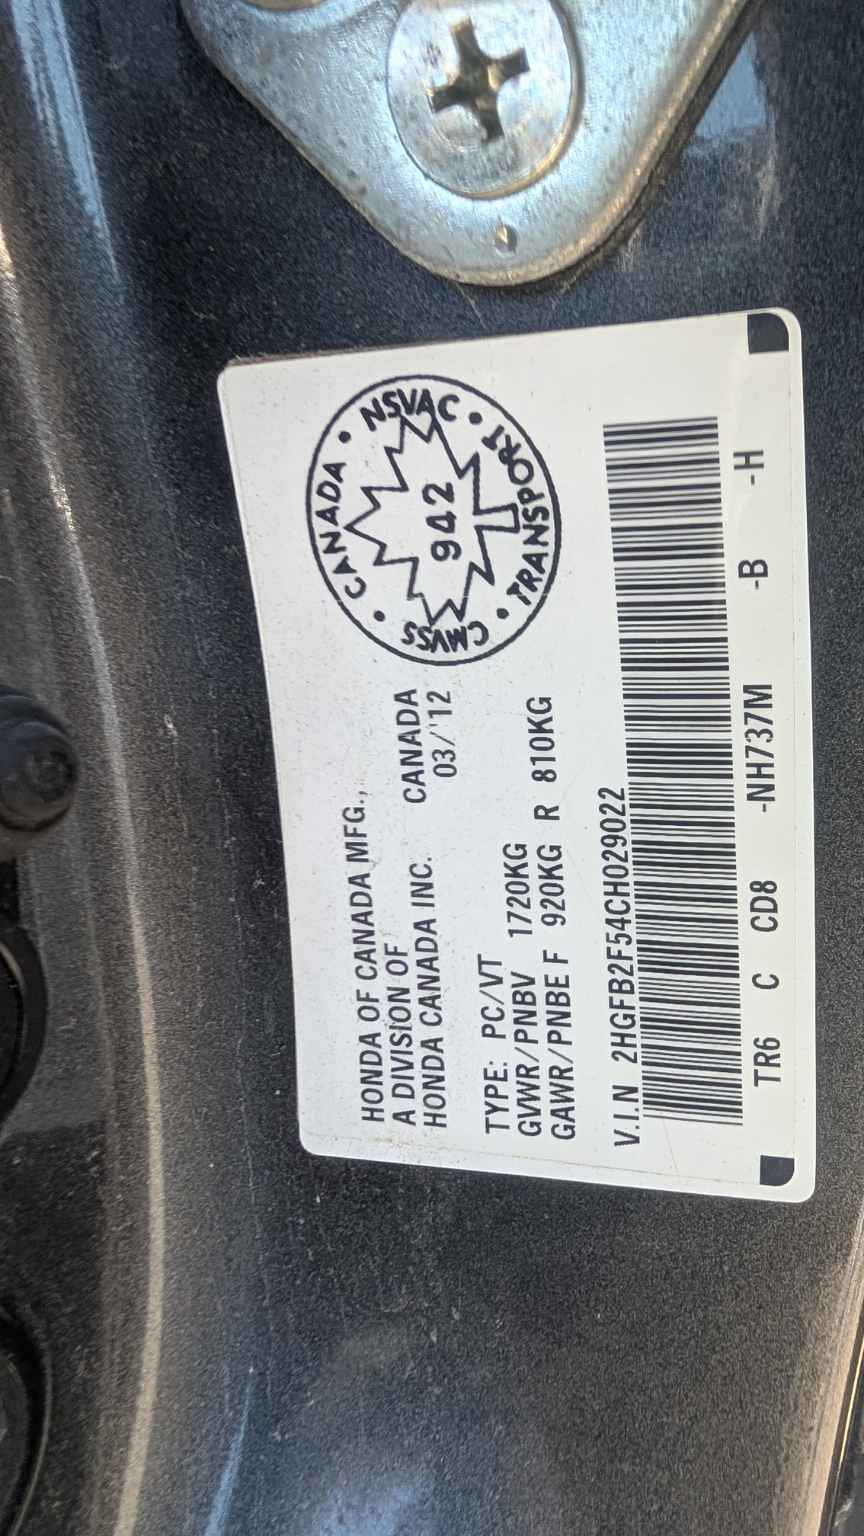 HONDA OF CANADA MFG.,
A DIVISION OF
HONDA CANADA INC. CANADA
03/'12
TYPE: PC/VT
GVWR/PNBV 1720KG
GAWR/PNBE F 920KG R 810KG
V.I.N 2HGFB2F54CH029022
TR6 C CD8 -NH737M -B -H
CANADA • NSVAC • TRANSPORT • CMVSS •
942